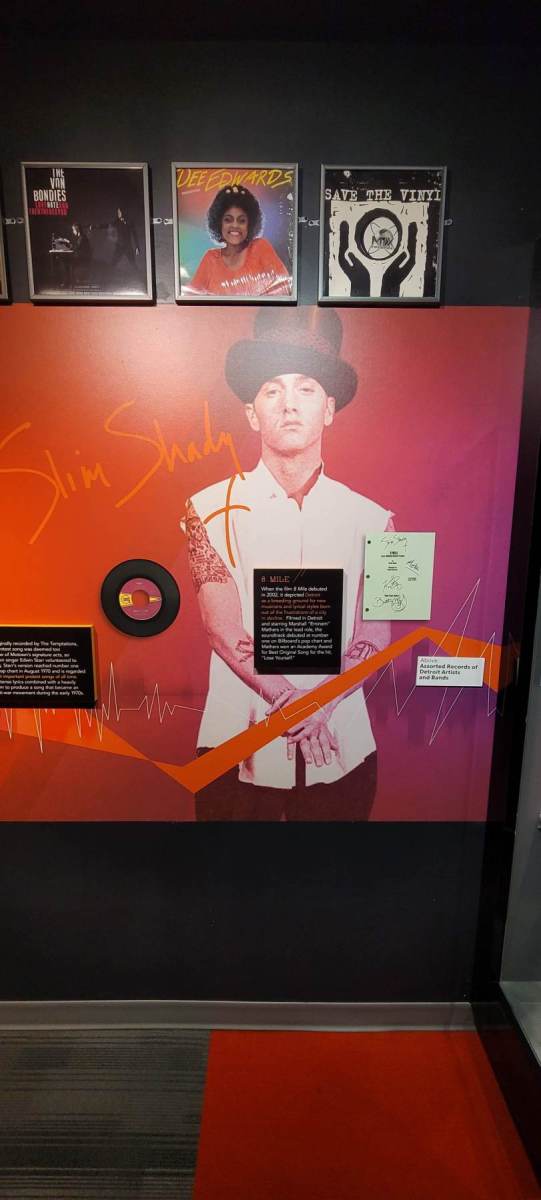 THE
VON
BONDIES
DEE EDWARDS
SAVE THE VINYL
Slim Shady
8 MILE
When the film 8 Mile debuted
in 2002, it depicted Detroit
as a breeding ground for new
musicians and lyrical styles born
out of the frustrations of a city
in decline. Filmed in Detroit
and starring Marshall "Eminem"
Mathers in the lead role, the
soundtrack debuted at number
one on Billboard's pop chart and
Mathers won an Academy Award
for Best Original Song for the hit,
"Lose Yourself"
ginally recorded by The Temptations,
otest song was deemed too
e of Motown's signature acts, so
n singer Edwin Starr volunteered to
Starr's version reached number one
pop chart in August 1970 and is regarded
important protest songs of all time.
ntense lyrics combined with a heavily
m to produce a song that became an
-war movement during the early 1970s.
Above:
Assorted Records of
Detroit Artists
and Bands